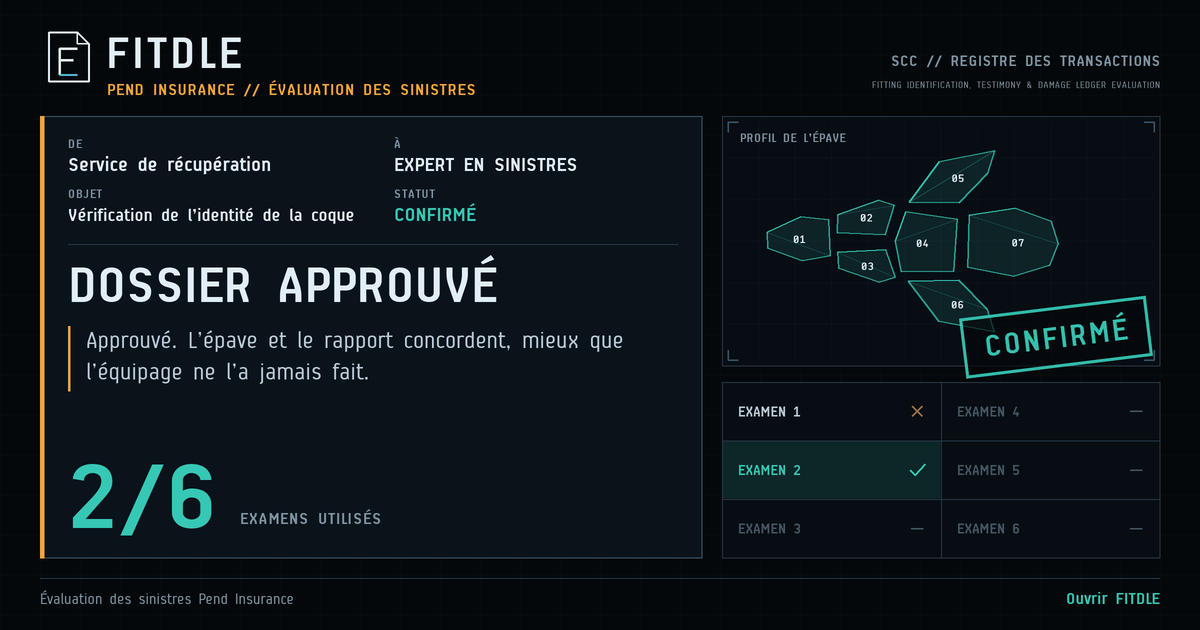 FITDLE
PEND INSURANCE // ÉVALUATION DES SINISTRES
SCC // REGISTRE DES TRANSACTIONS
FITTING IDENTIFICATION, TESTIMONY & DAMAGE LEDGER EVALUATION
DE
Service de récupération
À
EXPERT EN SINISTRES
OBJET
Vérification de l’identité de la coque
STATUT
CONFIRMÉ
DOSSIER APPROUVÉ
Approuvé. L’épave et le rapport concordent, mieux que
l’équipage ne l’a jamais fait.
2/6
EXAMENS UTILISÉS
PROFIL DE L’ÉPAVE
05
02
01
04
07
03
06
CONFIRMÉ
EXAMEN 1
EXAMEN 4
EXAMEN 2
EXAMEN 5
EXAMEN 3
EXAMEN 6
Évaluation des sinistres Pend Insurance
Ouvrir FITDLE